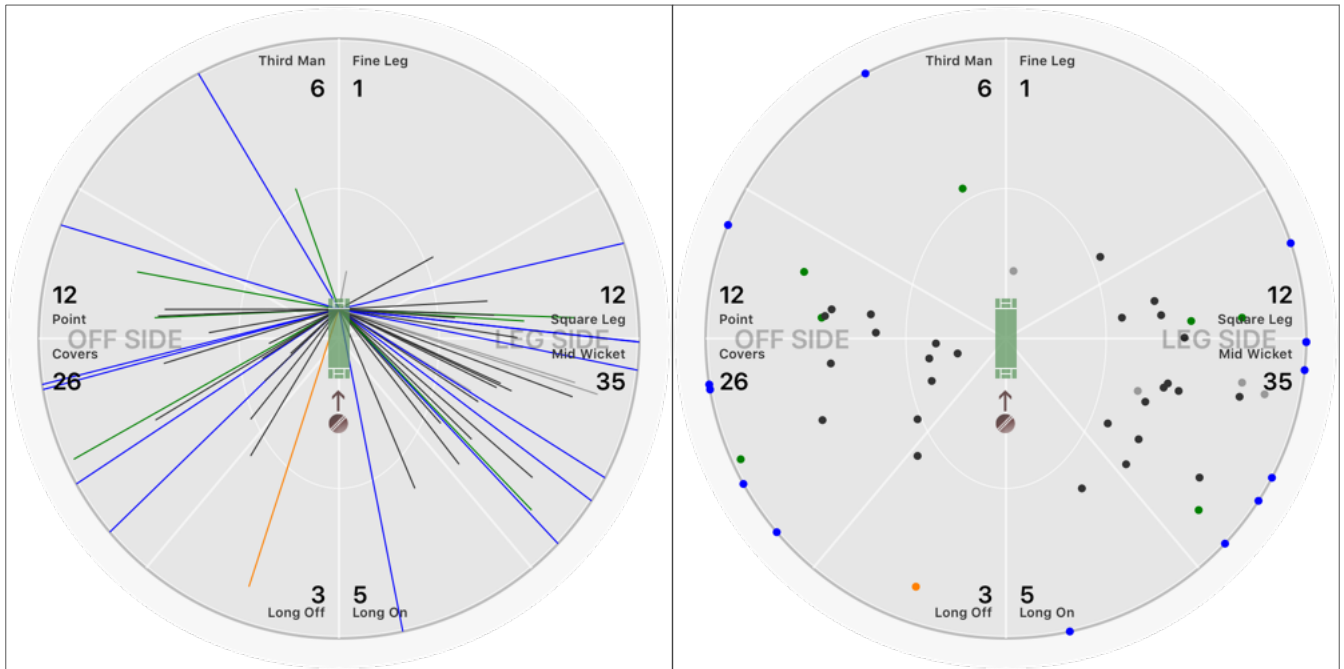 Third Man Fine Leg
6 1
12 12
Point Square Leg
OFF SIDE LEG SIDE
Covers Mid Wicket
26 35
3 5
Long Off Long On
Third Man Fine Leg
6 1
12 12
Point Square Leg
OFF SIDE LEG SIDE
Covers Mid Wicket
26 35
3 5
Long Off Long On